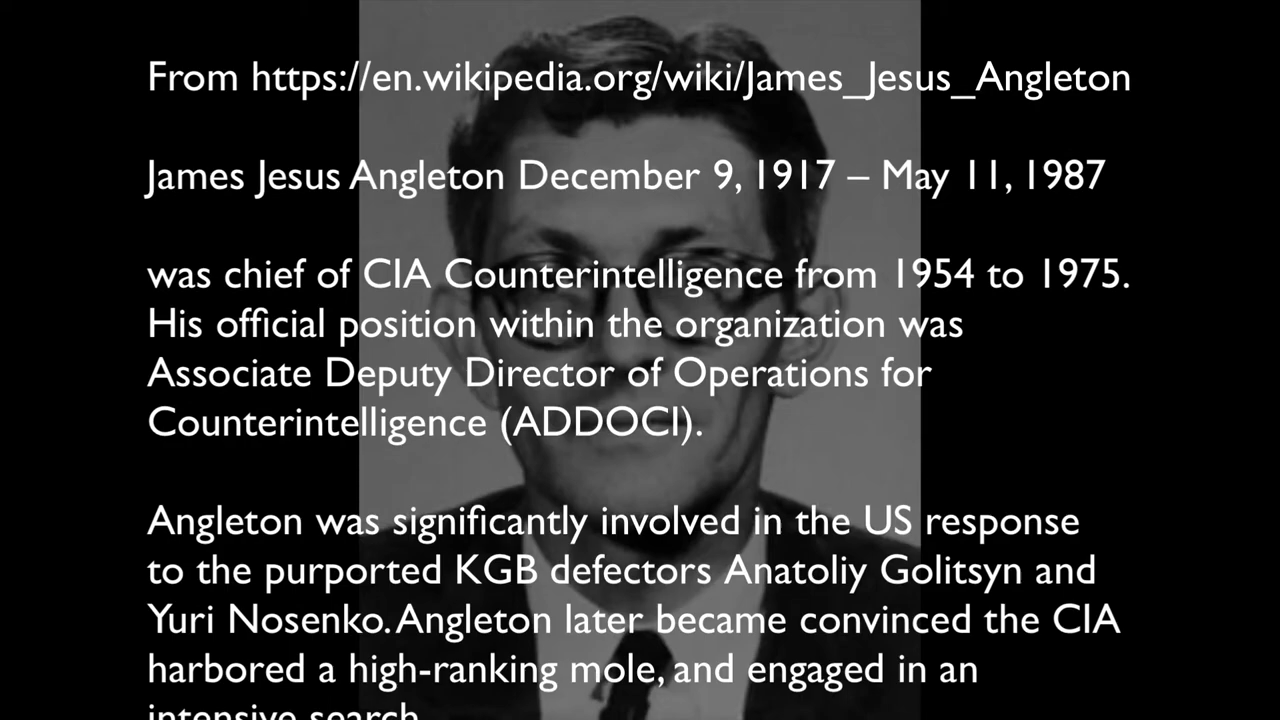 From https://en.wikipedia.org/wiki/James_Jesus_Angleton
James Jesus Angleton December 9, 1917 – May 11, 1987
was chief of CIA Counterintelligence from 1954 to 1975.
His official position within the organization was
Associate Deputy Director of Operations for
Counterintelligence (ADDOCI).
Angleton was significantly involved in the US response
to the purported KGB defectors Anatoliy Golitsyn and
Yuri Nosenko. Angleton later became convinced the CIA
harbored a high-ranking mole, and engaged in an
intensive search